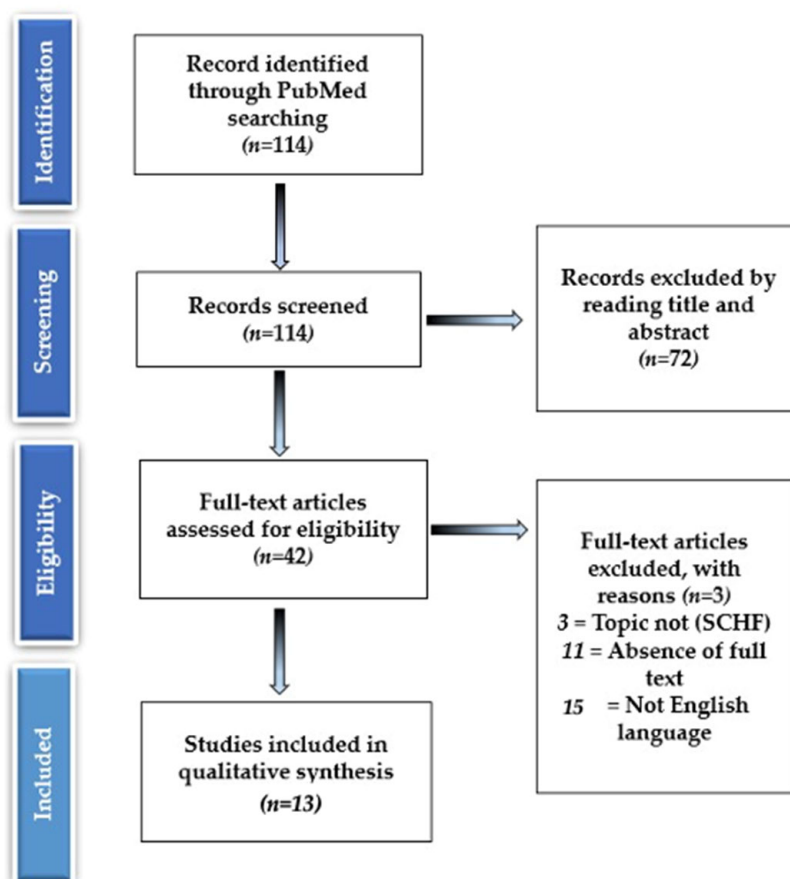 Identification
Record identified
through PubMed
searching
(n=114)
Screening
Records screened
(n=114)
Records excluded by
reading title and
abstract
(n=72)
Eligibility
Full-text articles
assessed for eligibility
(n=42)
Full-text articles
excluded, with
reasons (n=3)
3 = Topic not (SCHF)
11 = Absence of full
text
15 = Not English
language
Included
Studies included in
qualitative synthesis
(n=13)